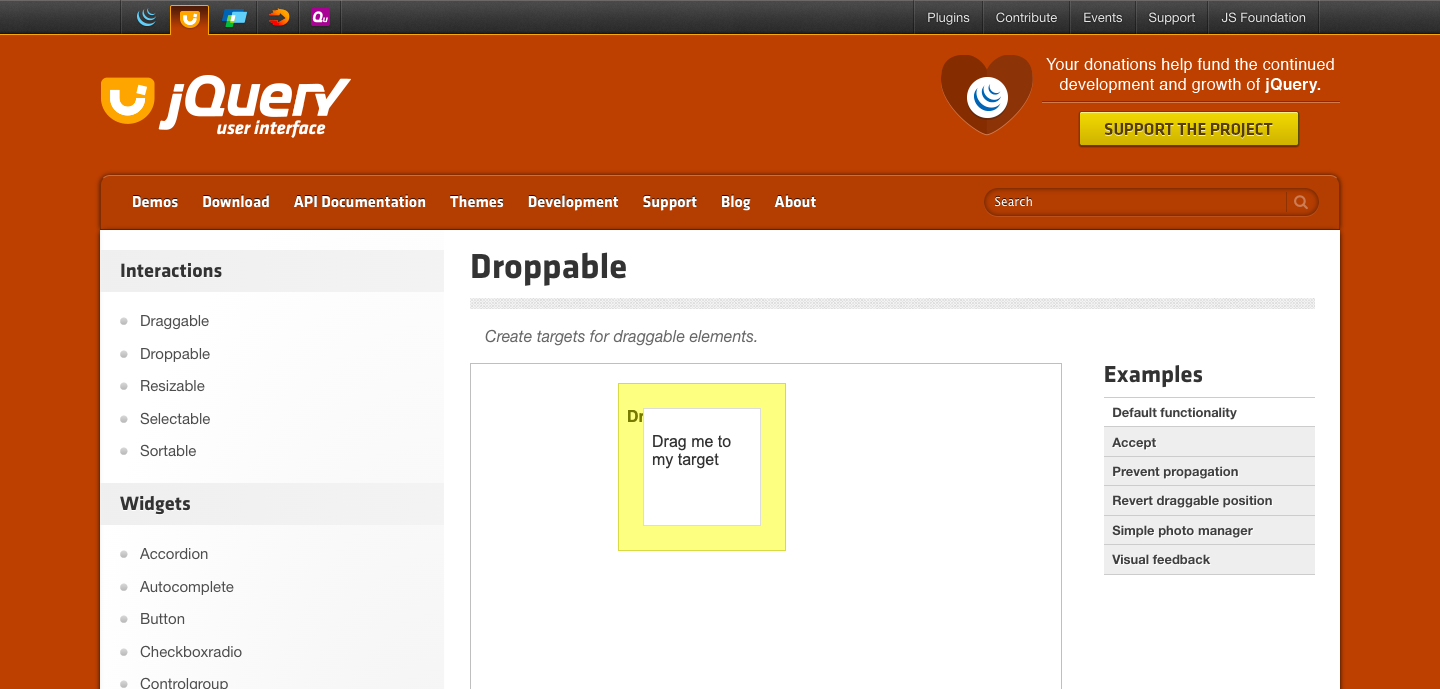 Qu
Plugins
Contribute
Events
Support
JS Foundation
jQuery
user interface
Your donations help fund the continued
development and growth of jQuery.
SUPPORT THE PROJECT
Demos
Download
API Documentation
Themes
Development
Support
Blog
About
Search
Interactions
Draggable
Droppable
Resizable
Selectable
Sortable
Widgets
Accordion
Autocomplete
Button
Checkboxradio
Controlgroup
Droppable
Create targets for draggable elements.
Dr
Drag me to
my target
Examples
Default functionality
Accept
Prevent propagation
Revert draggable position
Simple photo manager
Visual feedback